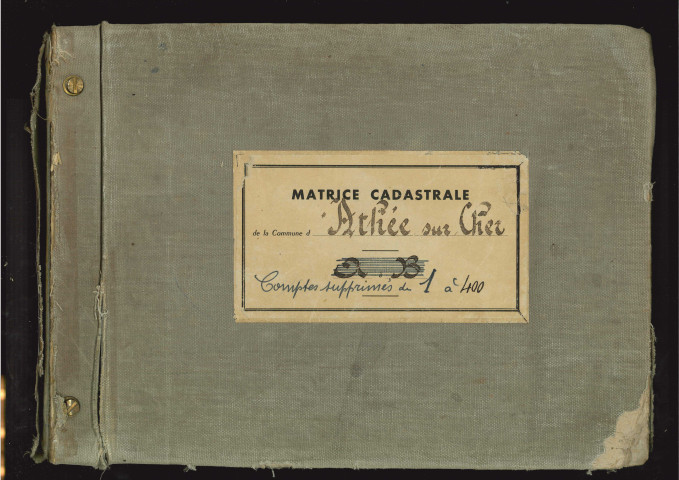 MATRICE CADASTRALE
de la Commune d'Athée sur Cher
A B
Comptes supprimés de 1 à 400